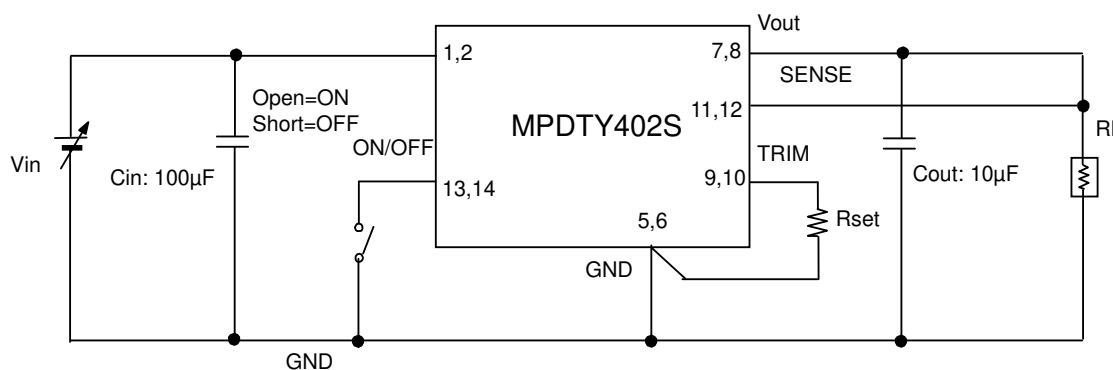 Vout
1,2
7,8
SENSE
Open=ON
Short=OFF
11,12
MPDTY402S
ON/OFF
TRIM
Vin
Cin: 100µF
13,14
9,10
Cout: 10µF
5,6
Rset
GND
GND